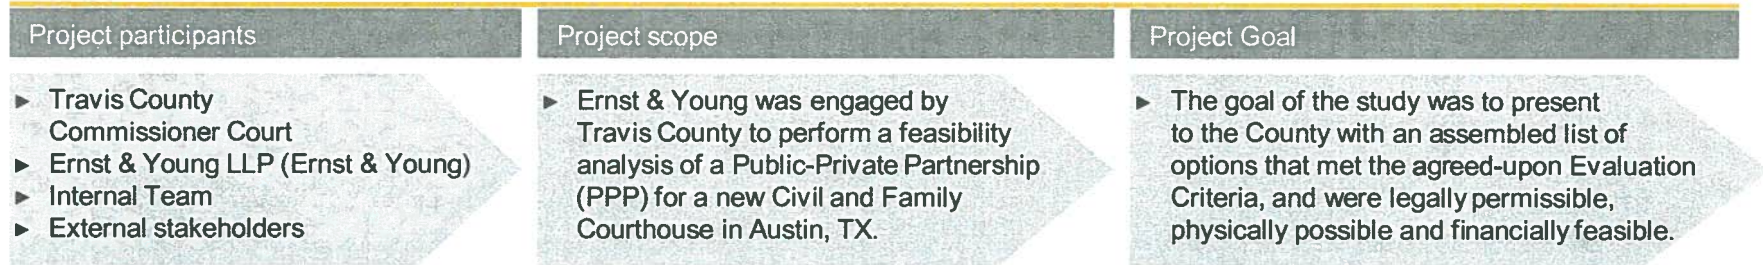 Project participants
► Travis County
Commissioner Court
► Ernst & Young LLP (Ernst & Young)
► Internal Team
► External stakeholders
Project scope
► Ernst & Young was engaged by
Travis County to perform a feasibility
analysis of a Public-Private Partnership
(PPP) for a new Civil and Family
Courthouse in Austin, TX.
Project Goal
► The goal of the study was to present
to the County with an assembled list of
options that met the agreed-upon Evaluation
Criteria, and were legally permissible,
physically possible and financially feasible.